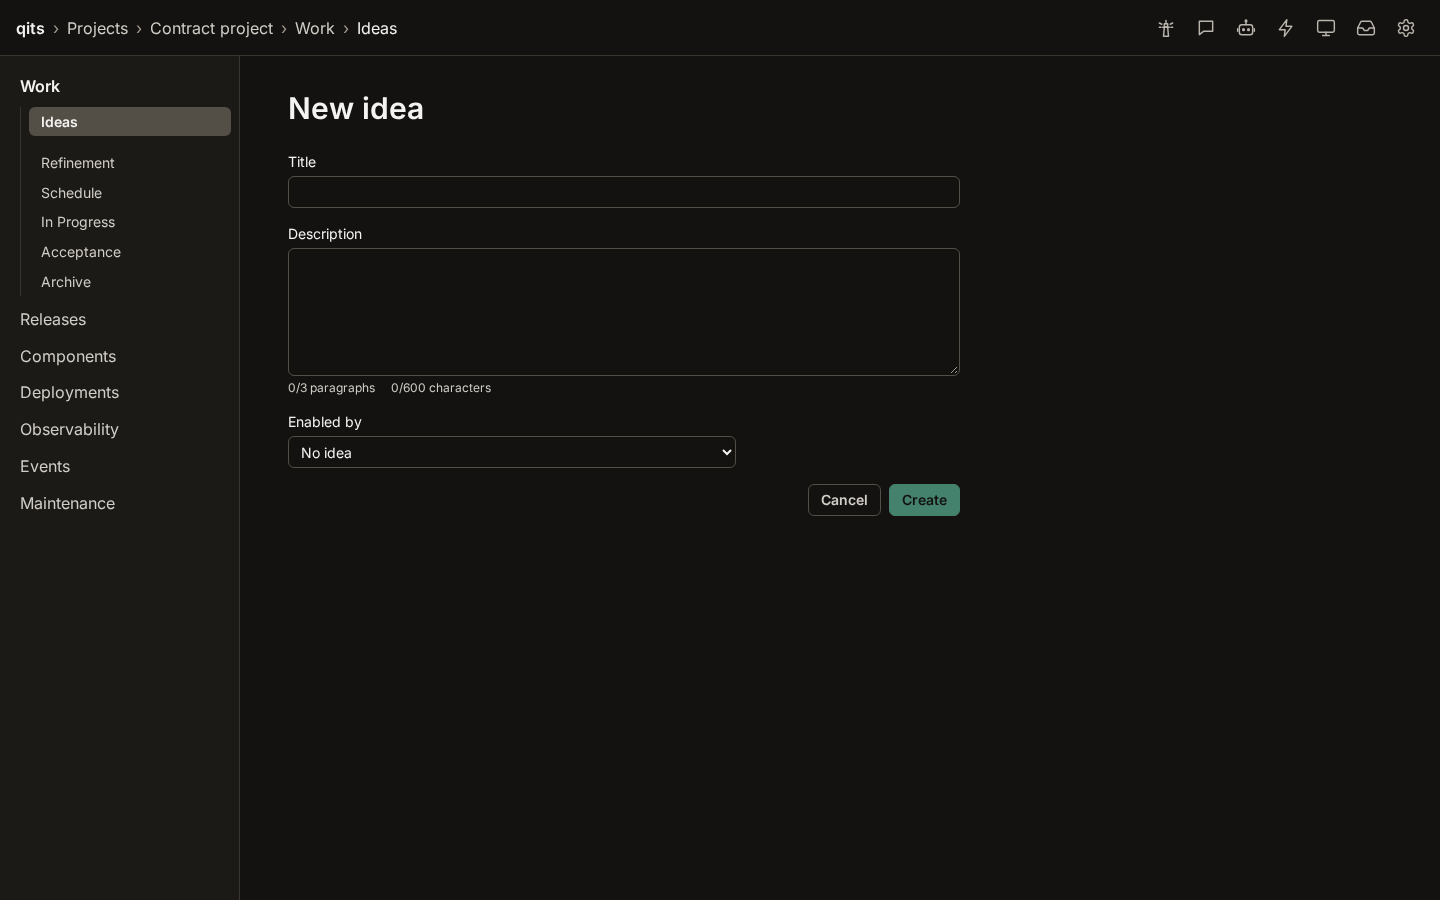 qits › Projects › Contract project › Work › Ideas
Work
Ideas
Refinement
Schedule
In Progress
Acceptance
Archive
Releases
Components
Deployments
Observability
Events
Maintenance
New idea
Title
Description
0/3 paragraphs 0/600 characters
Enabled by
No idea
Cancel Create